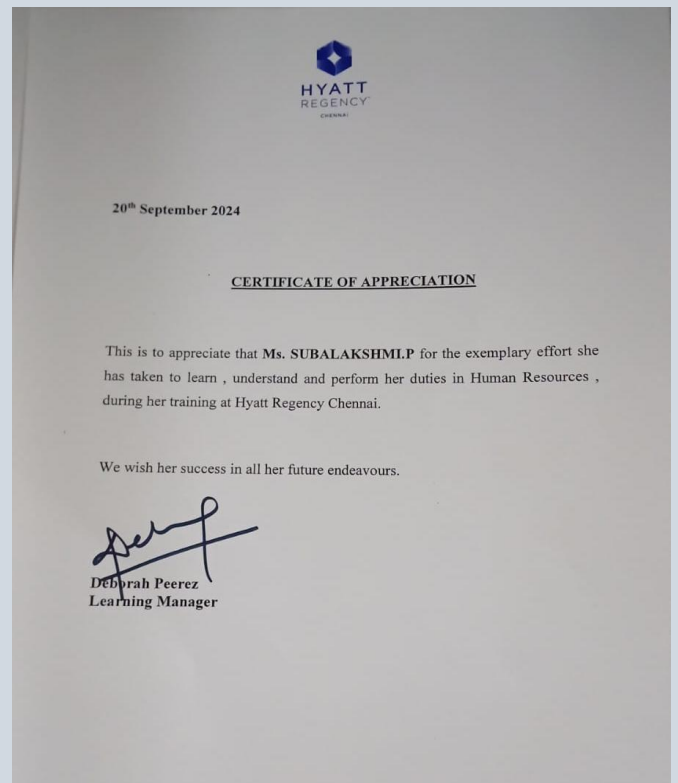 HYATT
REGENCY™
CHENNAI
20th September 2024
CERTIFICATE OF APPRECIATION
This is to appreciate that Ms. SUBALAKSHMI.P for the exemplary effort she
has taken to learn , understand and perform her duties in Human Resources ,
during her training at Hyatt Regency Chennai.
We wish her success in all her future endeavours.
Deborah Peerez
Learning Manager